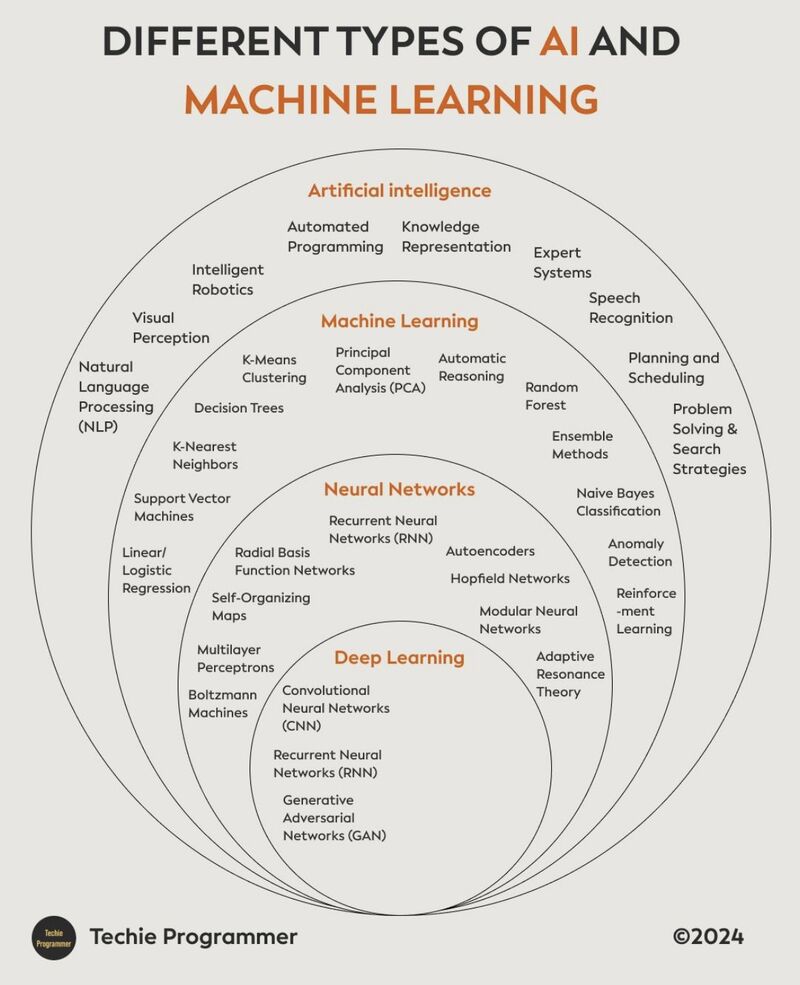 DIFFERENT TYPES OF AI AND
MACHINE LEARNING
Artificial intelligence
Automated
Programming
Knowledge
Representation
Expert
Systems
Intelligent
Robotics
Speech
Recognition
Visual
Perception
Planning and
Scheduling
Natural
Language
Processing
(NLP)
Problem
Solving &
Search
Strategies
Machine Learning
K-Means
Clustering
Principal
Component
Analysis (PCA)
Automatic
Reasoning
Random
Forest
Decision Trees
Ensemble
Methods
K-Nearest
Neighbors
Naive Bayes
Classification
Support Vector
Machines
Anomaly
Detection
Linear/
Logistic
Regression
Reinforce
-ment
Learning
Neural Networks
Recurrent Neural
Networks (RNN)
Radial Basis
Function Networks
Autoencoders
Hopfield Networks
Self-Organizing
Maps
Modular Neural
Networks
Multilayer
Perceptrons
Adaptive
Resonance
Theory
Boltzmann
Machines
Deep Learning
Convolutional
Neural Networks
(CNN)
Recurrent Neural
Networks (RNN)
Generative
Adversarial
Networks (GAN)
Techie
Programmer
Techie Programmer
©2024